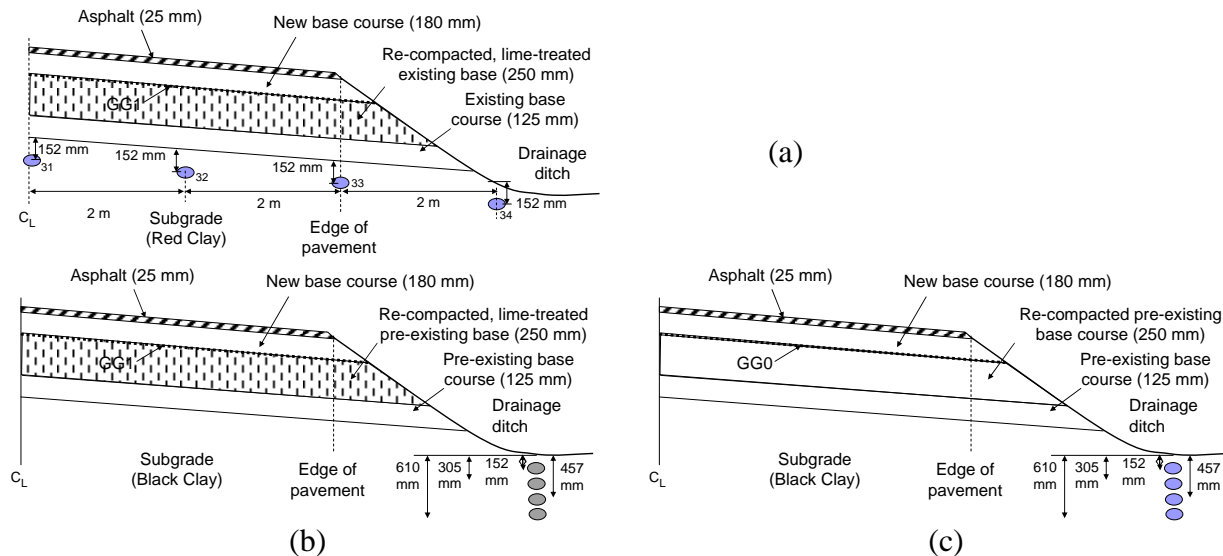 Asphalt (25 mm)
New base course (180 mm)
Re-compacted, lime-treated
existing base (250 mm)
GG1
Existing base
course (125 mm)
152 mm
152 mm
152 mm
Drainage
ditch
31
32
33
34
152 mm
2 m
2 m
2 m
CL
Subgrade
(Red Clay)
Edge of
pavement
(a)
Asphalt (25 mm)
New base course (180 mm)
Re-compacted, lime-treated
pre-existing base (250 mm)
GG1
Pre-existing base
course (125 mm)
Drainage
ditch
Subgrade
(Black Clay)
Edge of
pavement
610
mm
305
mm
152
mm
457
mm
CL
(b)
Asphalt (25 mm)
New base course (180 mm)
Re-compacted pre-existing
base course (250 mm)
GG0
Pre-existing base
course (125 mm)
Drainage
ditch
Subgrade
(Black Clay)
Edge of
pavement
610
mm
305
mm
152
mm
457
mm
CL
(c)